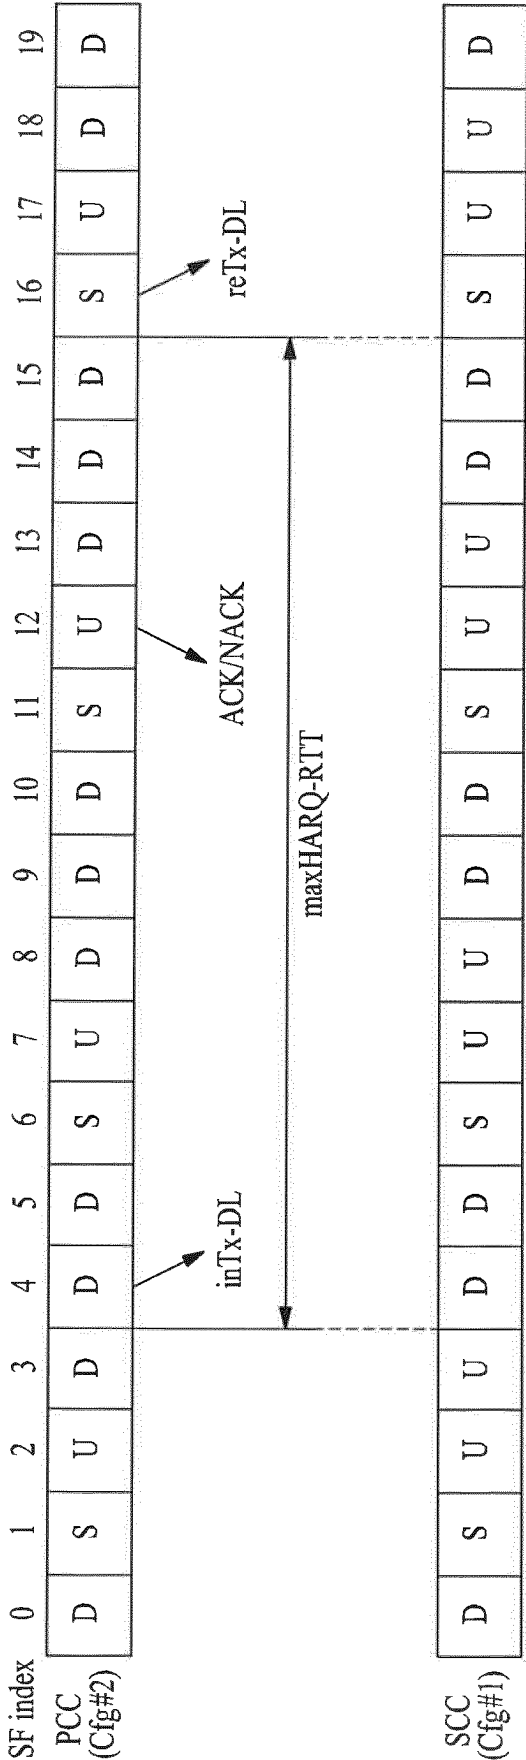 SF index 0 1 2 3 4 5 6 7 8 9 10 11 12 13 14 15 16 17 18 19
PCC
(Cfg#2)
D S U D D D S U D D D S U D D D S U D D
inTx-DL
ACK/NACK
reTx-DL
maxHARQ-RTT
SCC
(Cfg#1)
D S U U D D S U U D D S U U D D S U U D